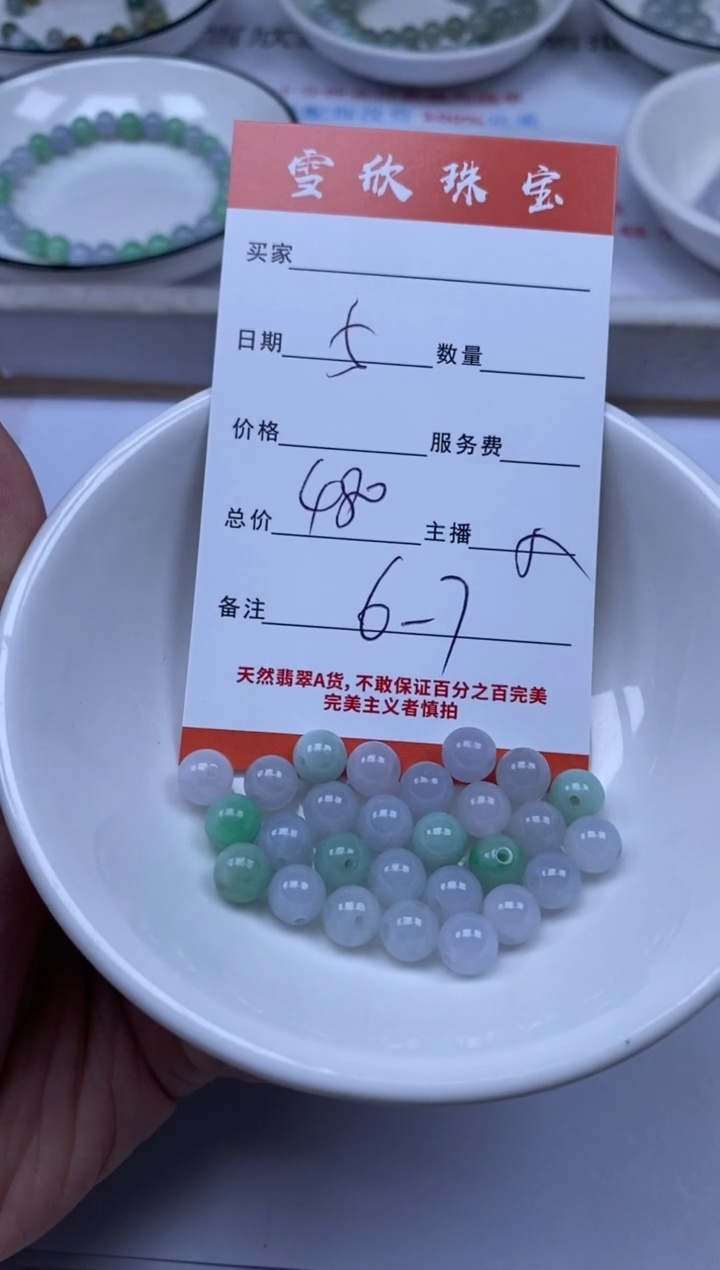 雪欣珠宝
买家
日期 5 数量
价格 服务费
总价 480 主播
备注 6-7
天然翡翠A货，不敢保证百分之百完美
完美主义者慎拍